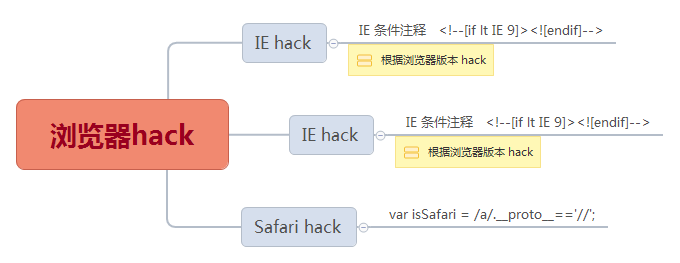 IE hack
IE 条件注释 <!--[if lt IE 9]><![endif]-->
根据浏览器版本 hack
浏览器hack
IE hack
IE 条件注释 <!--[if lt IE 9]><![endif]-->
根据浏览器版本 hack
Safari hack
var isSafari = /a/.__proto__=='//';